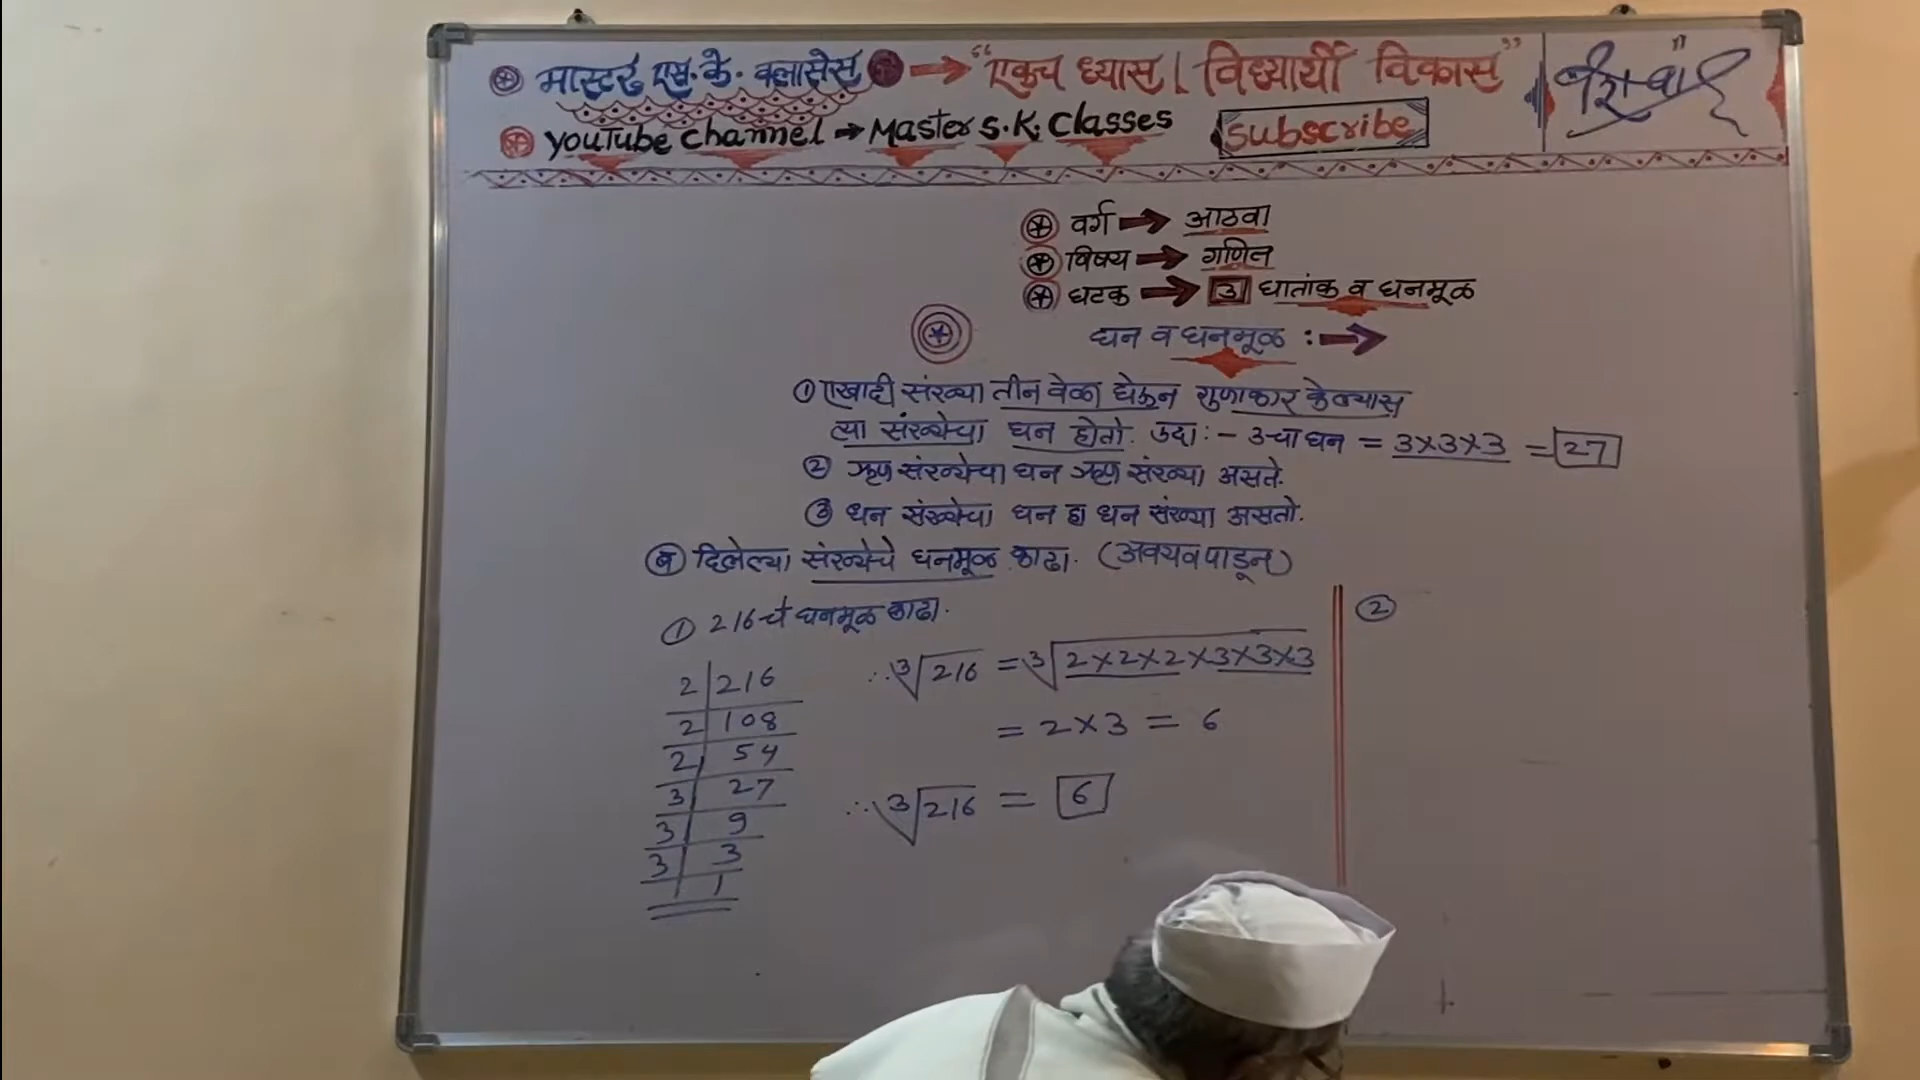 मास्टर एस. के. क्लासेस → "एकच ध्यास। विद्यार्थी विकास"
YouTube channel → Master S.K. Classes Subscribe
वर्ग → आठवा
विषय → गणित
घटक → 3 घातांक व घनमूळ
घन व घनमूळ : →
① एखादी संख्या तीन वेळा घेऊन गुणाकार केल्यास
त्या संख्येचा घन होतो. उदा :- 3चा घन = 3×3×3 = 27
② ऋण संख्येचा घन ऋण संख्या असते.
③ धन संख्येचा घन हा धन संख्या असतो.
ब दिलेल्या संख्येचे घनमूळ काढा. (अवयव पाडून)
① 216चे घनमूळ काढा.
2 | 216
2 | 108
2 | 54
3 | 27
3 | 9
3 | 3
| 1
∴ ³√216 = ³√2×2×2×3×3×3
= 2×3 = 6
∴ ³√216 = 6
②